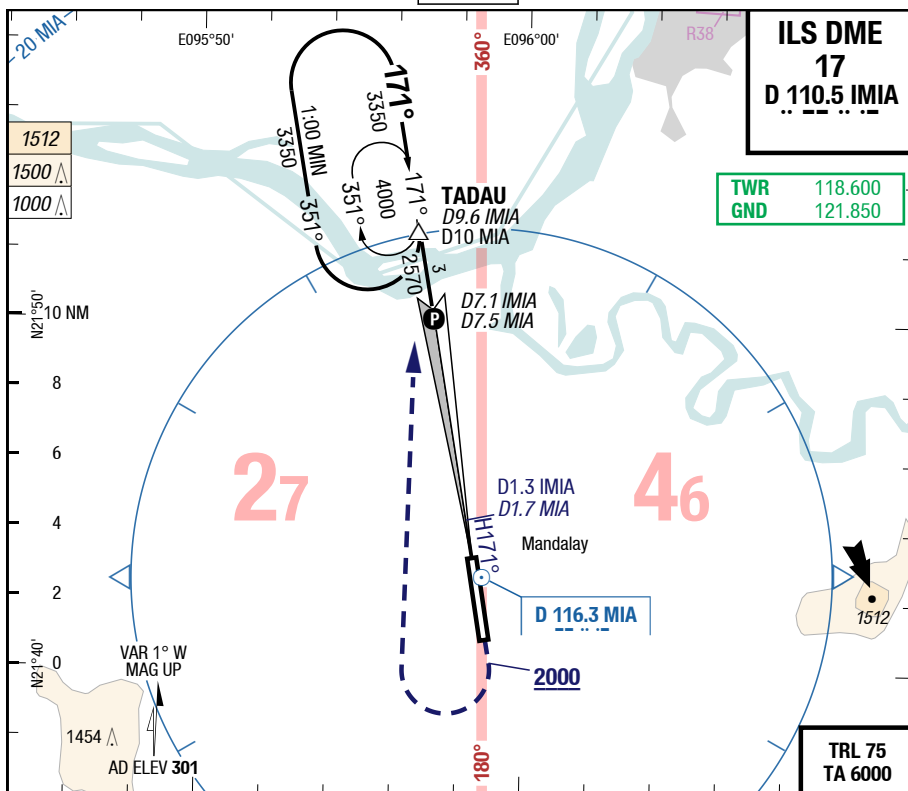 20 MIA
E095°50'
360°
E096°00'
R38
ILS DME
17
D 110.5 IMIA
1512
1500
1000
TWR 118.600
GND 121.850
171°
3350
1:00 MIN
3350
351°
4000
351°
171°
TADAU
D9.6 IMIA
D10 MIA
2570
3
P
D7.1 IMIA
D7.5 MIA
N21°50'
10 NM
8
6
4
2
0
27
46
D1.3 IMIA
D1.7 MIA
H171°
Mandalay
D 116.3 MIA
1512
N21°40'
VAR 1° W
MAG UP
2000
1454
AD ELEV 301
180°
TRL 75
TA 6000